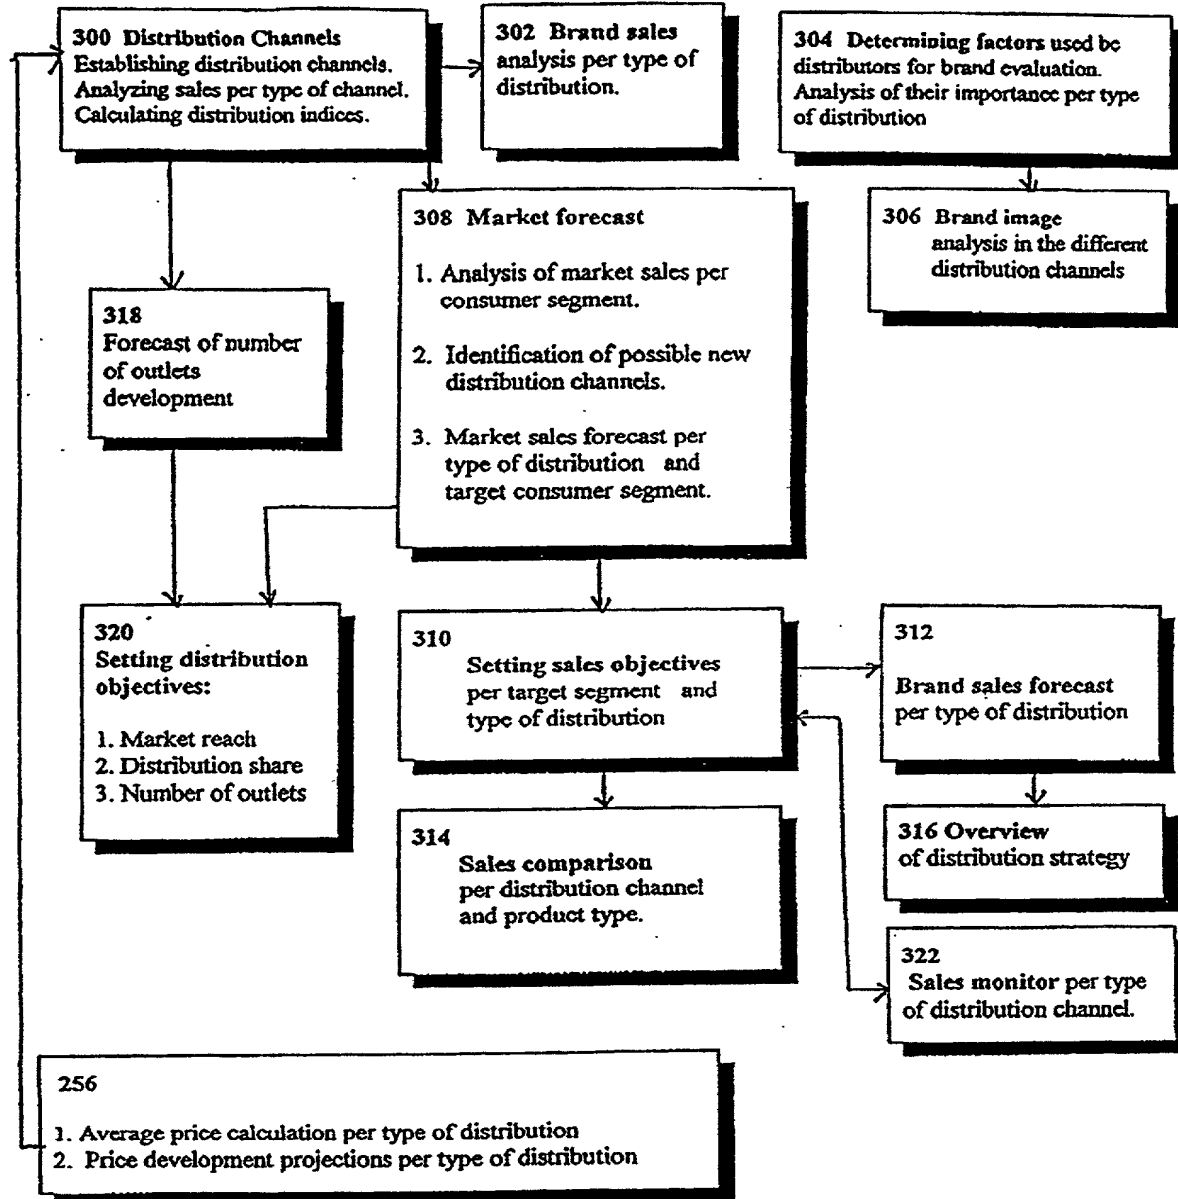 300 Distribution Channels
Establishing distribution channels.
Analyzing sales per type of channel.
Calculating distribution indices.
302 Brand sales
analysis per type of
distribution.
304 Determining factors used be
distributors for brand evaluation.
Analysis of their importance per type
of distribution
306 Brand image
analysis in the different
distribution channels
308 Market forecast
1. Analysis of market sales per
consumer segment.
2. Identification of possible new
distribution channels.
3. Market sales forecast per
type of distribution and
target consumer segment.
318
Forecast of number
of outlets
development
320
Setting distribution
objectives:
1. Market reach
2. Distribution share
3. Number of outlets
310
Setting sales objectives
per target segment and
type of distribution
312
Brand sales forecast
per type of distribution
314
Sales comparison
per distribution channel
and product type.
316 Overview
of distribution strategy
322
Sales monitor per type
of distribution channel.
256
1. Average price calculation per type of distribution
2. Price development projections per type of distribution